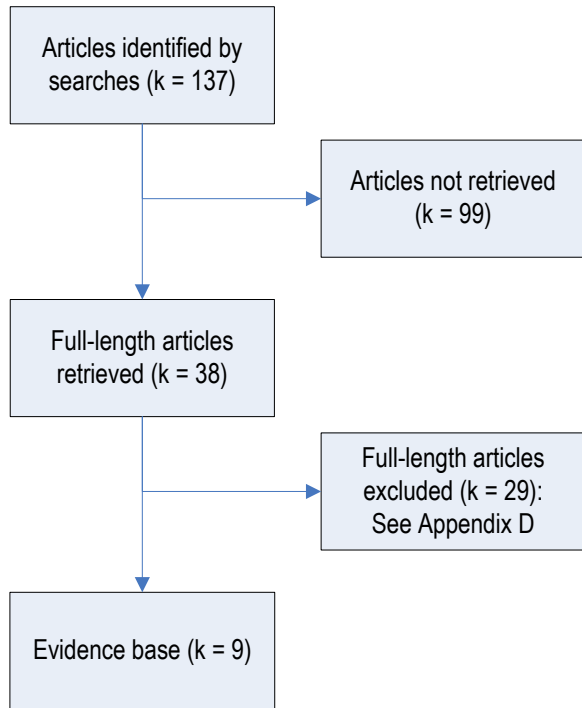 Articles identified by
searches (k = 137)
Articles not retrieved
(k = 99)
Full-length articles
retrieved (k = 38)
Full-length articles
excluded (k = 29):
See Appendix D
Evidence base (k = 9)